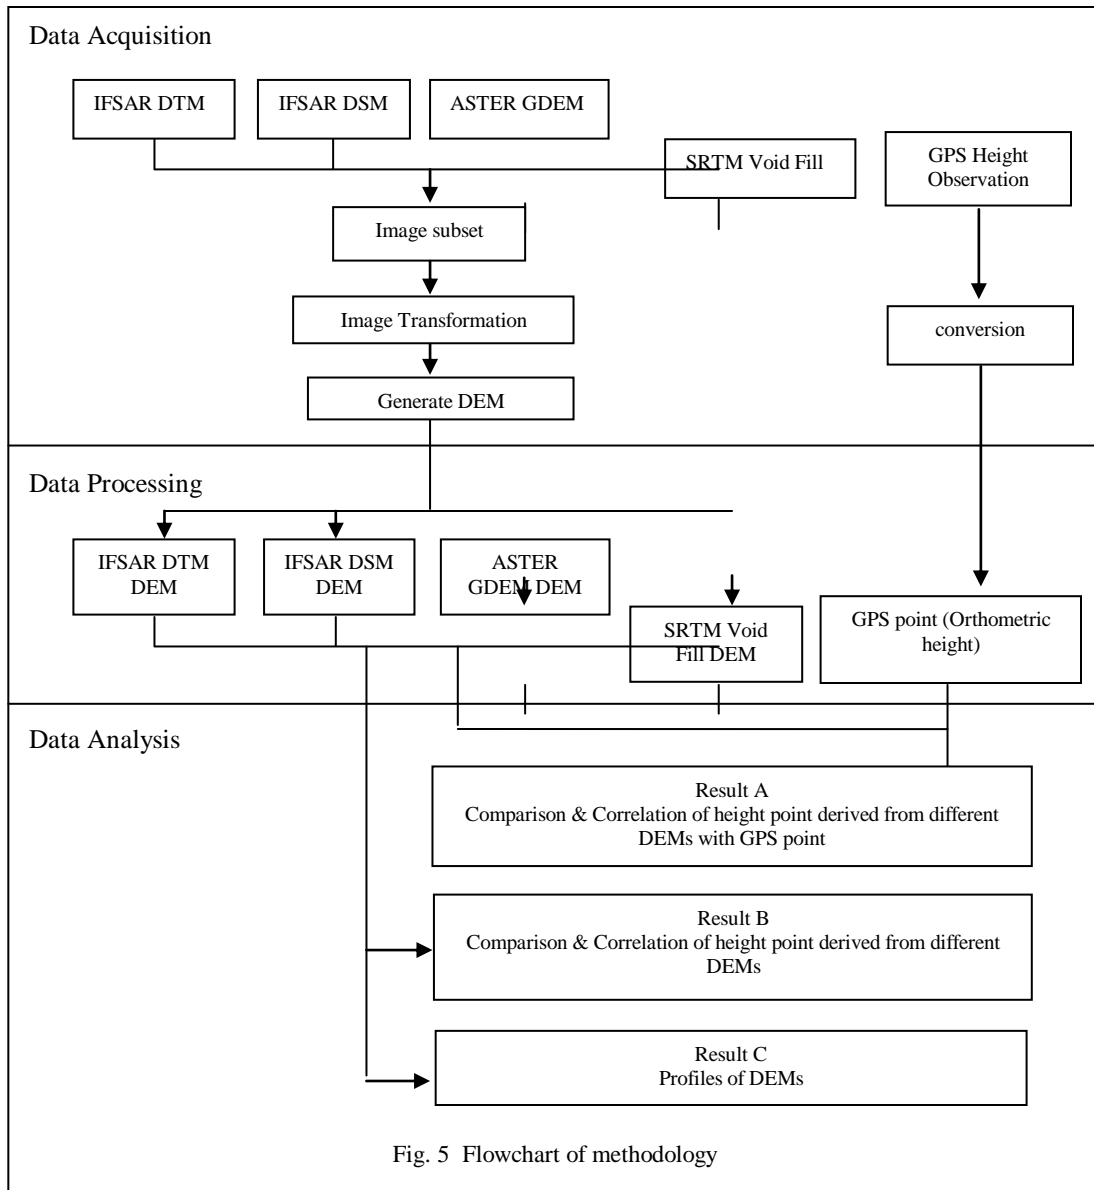 Data Acquisition
IFSAR DTM
IFSAR DSM
ASTER GDEM
SRTM Void Fill
GPS Height
Observation
Image subset
Image Transformation
conversion
Generate DEM
Data Processing
IFSAR DTM
DEM
IFSAR DSM
DEM
ASTER
GDEM DEM
SRTM Void
Fill DEM
GPS point (Orthometric
height)
Data Analysis
Result A
Comparison & Correlation of height point derived from different
DEMs with GPS point
Result B
Comparison & Correlation of height point derived from different
DEMs
Result C
Profiles of DEMs
Fig. 5 Flowchart of methodology